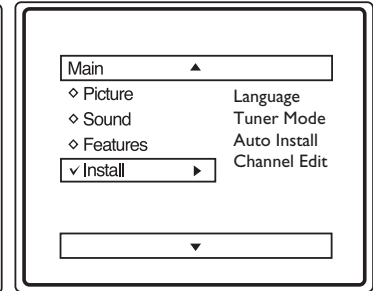 Main
Picture
Sound
Features
Install
Language
Tuner Mode
Auto Install
Channel Edit